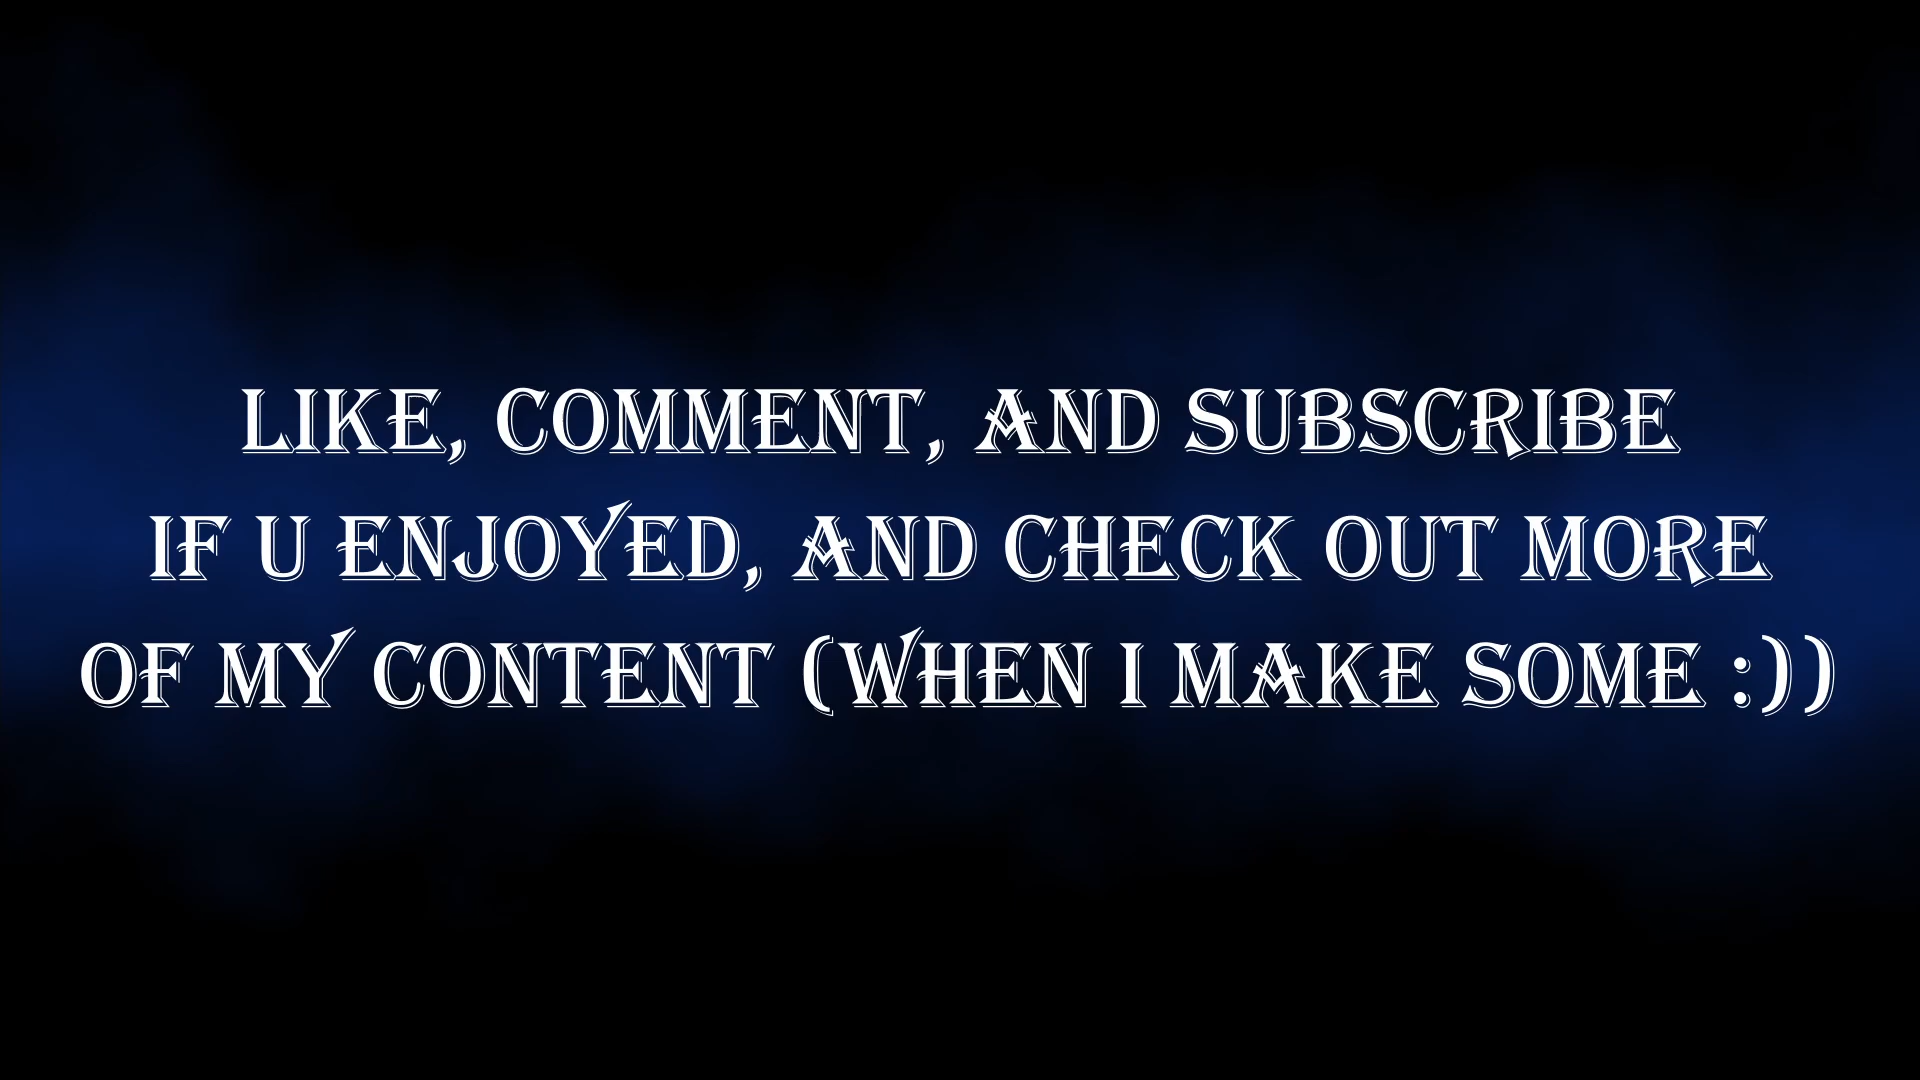 LIKE, COMMENT, AND SUBSCRIBE
IF U ENJOYED, AND CHECK OUT MORE
OF MY CONTENT (WHEN I MAKE SOME :))